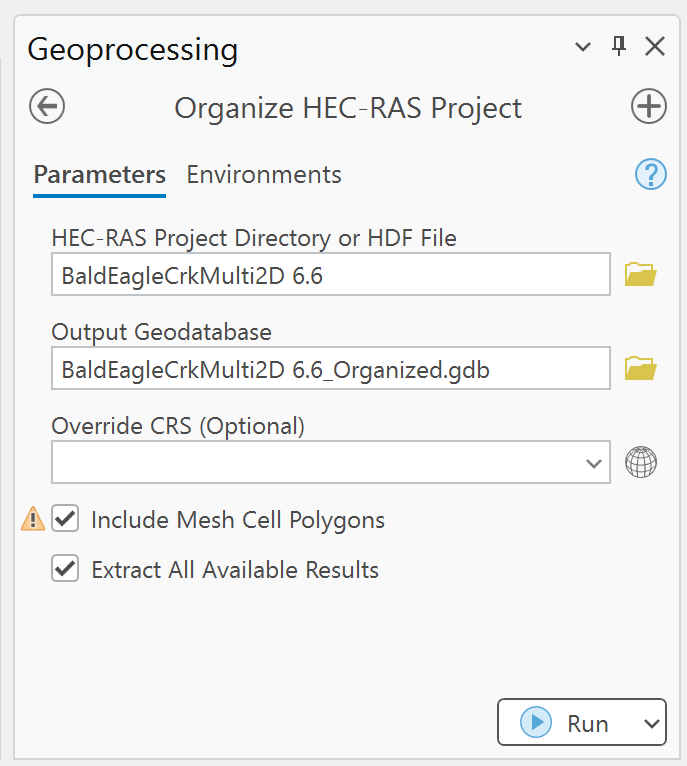 Geoprocessing
Organize HEC-RAS Project
Parameters Environments
HEC-RAS Project Directory or HDF File
BaldEagleCrkMulti2D 6.6
Output Geodatabase
BaldEagleCrkMulti2D 6.6_Organized.gdb
Override CRS (Optional)
Include Mesh Cell Polygons
Extract All Available Results
Run